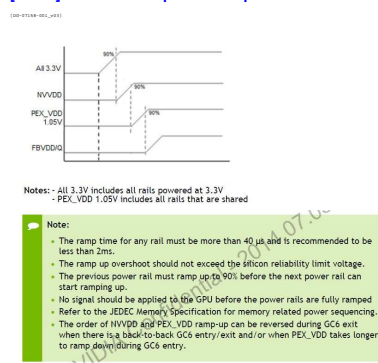 [DG-07158-001_v03]
90%
All 3.3V
90%
NVVDD
90%
PEX_VDD
1.05V
FBVDD/Q
Notes: - All 3.3V includes all rails powered at 3.3V
- PEX_VDD 1.05V includes all rails that are shared
Note:
• The ramp time for any rail must be more than 40 µs and is recommended to be
less than 2ms.
• The ramp up overshoot should not exceed the silicon reliability limit voltage.
• The previous power rail must ramp up to 90% before the next power rail can
start ramping up.
• No signal should be applied to the GPU before the power rails are fully ramped
• Refer to the JEDEC Memory Specification for memory related power sequencing.
• The order of NVVDD and PEX_VDD ramp-up can be reversed during GC6 exit
when there is a back-to-back GC6 entry/exit and/or when PEX_VDD takes longer
to ramp down during GC6 entry.